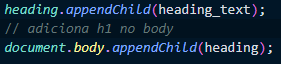 heading.appendChild(heading_text);
// adiciona h1 no body
document.body.appendChild(heading);